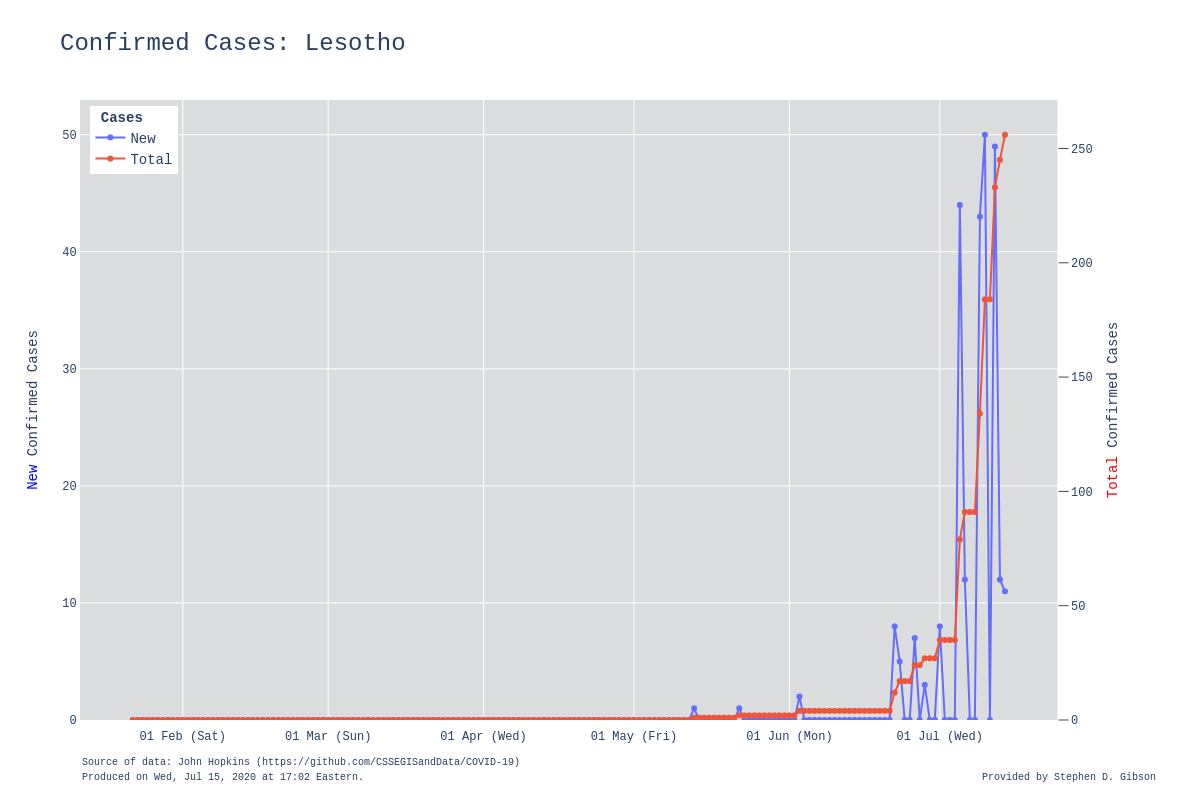 Confirmed Cases: Lesotho
Cases
New
Total
50
40
30
20
10
0
250
200
150
100
50
0
New Confirmed Cases
Total Confirmed Cases
01 Feb (Sat)
01 Mar (Sun)
01 Apr (Wed)
01 May (Fri)
01 Jun (Mon)
01 Jul (Wed)
Source of data: John Hopkins (https://github.com/CSSEGISandData/COVID-19)
Produced on Wed, Jul 15, 2020 at 17:02 Eastern.
Provided by Stephen D. Gibson